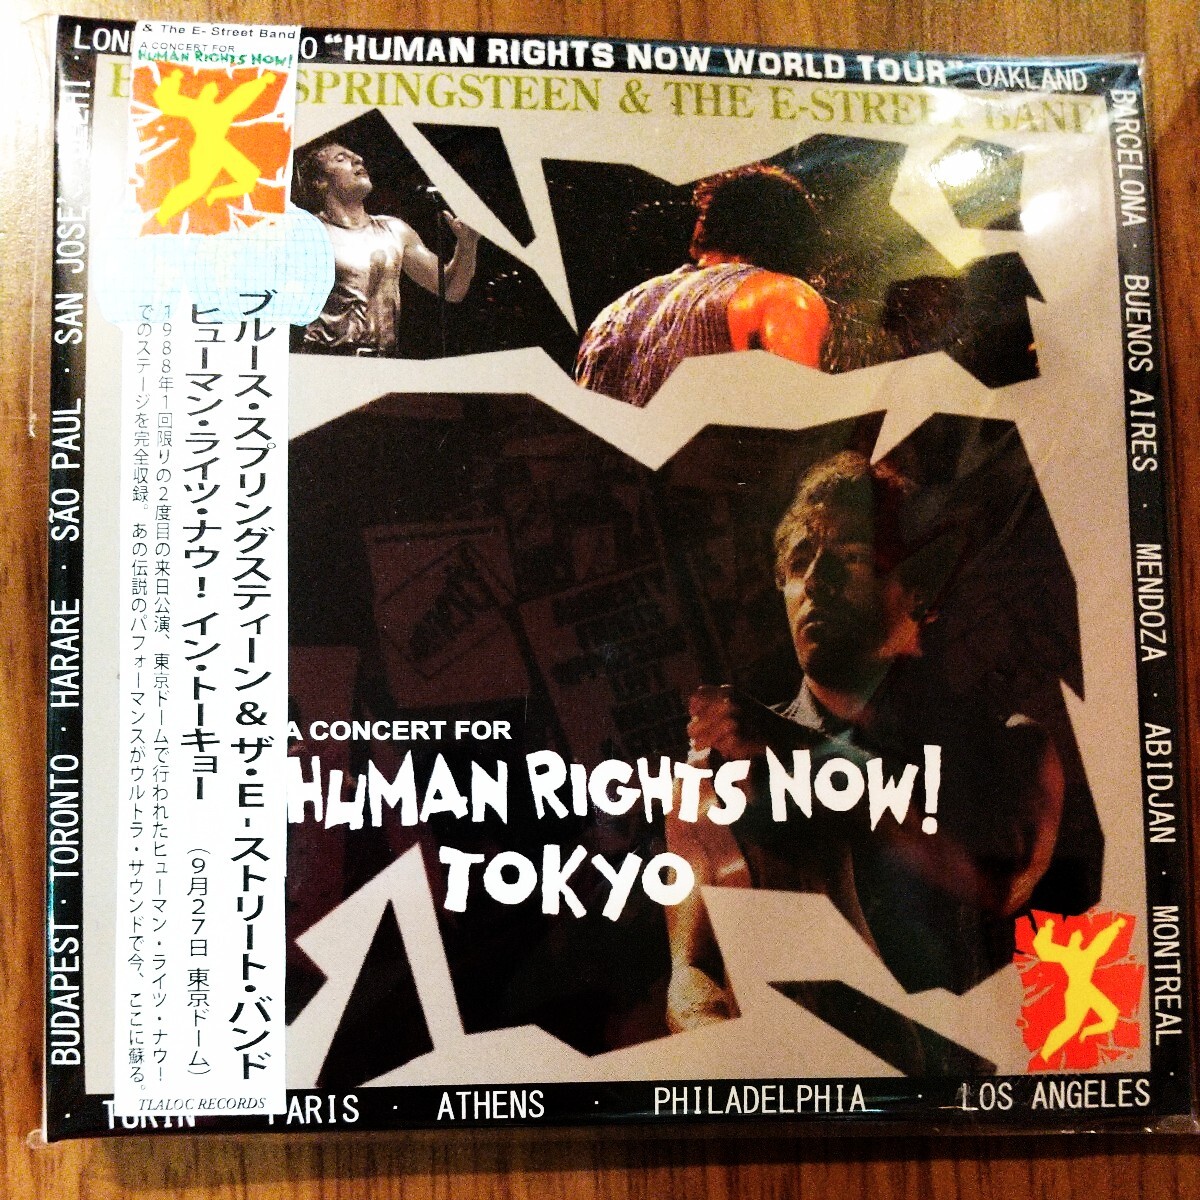 & The E- Street Band
A CONCERT FOR
HUMAN RIGHTS NOW!
ブルース・スプリングスティーン&ザ・E-ストリート・バンド
ヒューマン・ライツ・ナウ!イン・トーキョー (9月27日 東京ドーム)
1988年1回限りの2度目の来日公演、東京ドームで行われたヒューマン・ライツ・ナウ!
でのステージを完全収録。あの伝説のパフォーマンスがウルトラ・サウンドで今、ここに蘇る。
TLALOC RECORDS
"HUMAN RIGHTS NOW WORLD TOUR" OAKLAND ·
SPRINGSTEEN & THE E-STREET BAND
BARCELONA · BUENOS AIRES · MENDOZA · ABIDJAN · MONTREAL
A CONCERT FOR
HUMAN RIGHTS NOW!
TOKYO
BUDAPEST · TORONTO · HARARE · SÃO PAUL · SAN JOSE' ·
· TURIN PARIS · ATHENS · PHILADELPHIA · LOS ANGELES ·